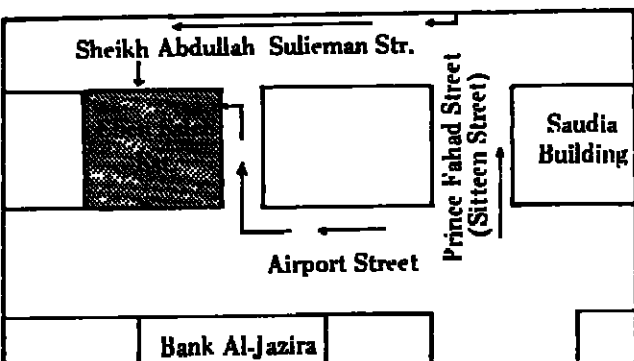 Sheikh Abdullah Sulieman Str.
Prince Fahad Street
(Sitteen Street)
Saudia
Building
Airport Street
Bank Al-Jazira